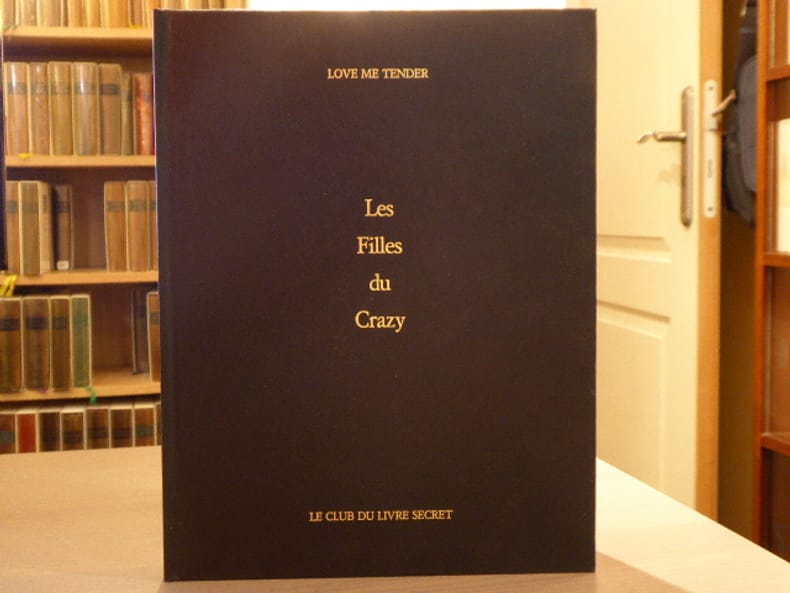 LOVE ME TENDER
Les
Filles
du
Crazy
LE CLUB DU LIVRE SECRET